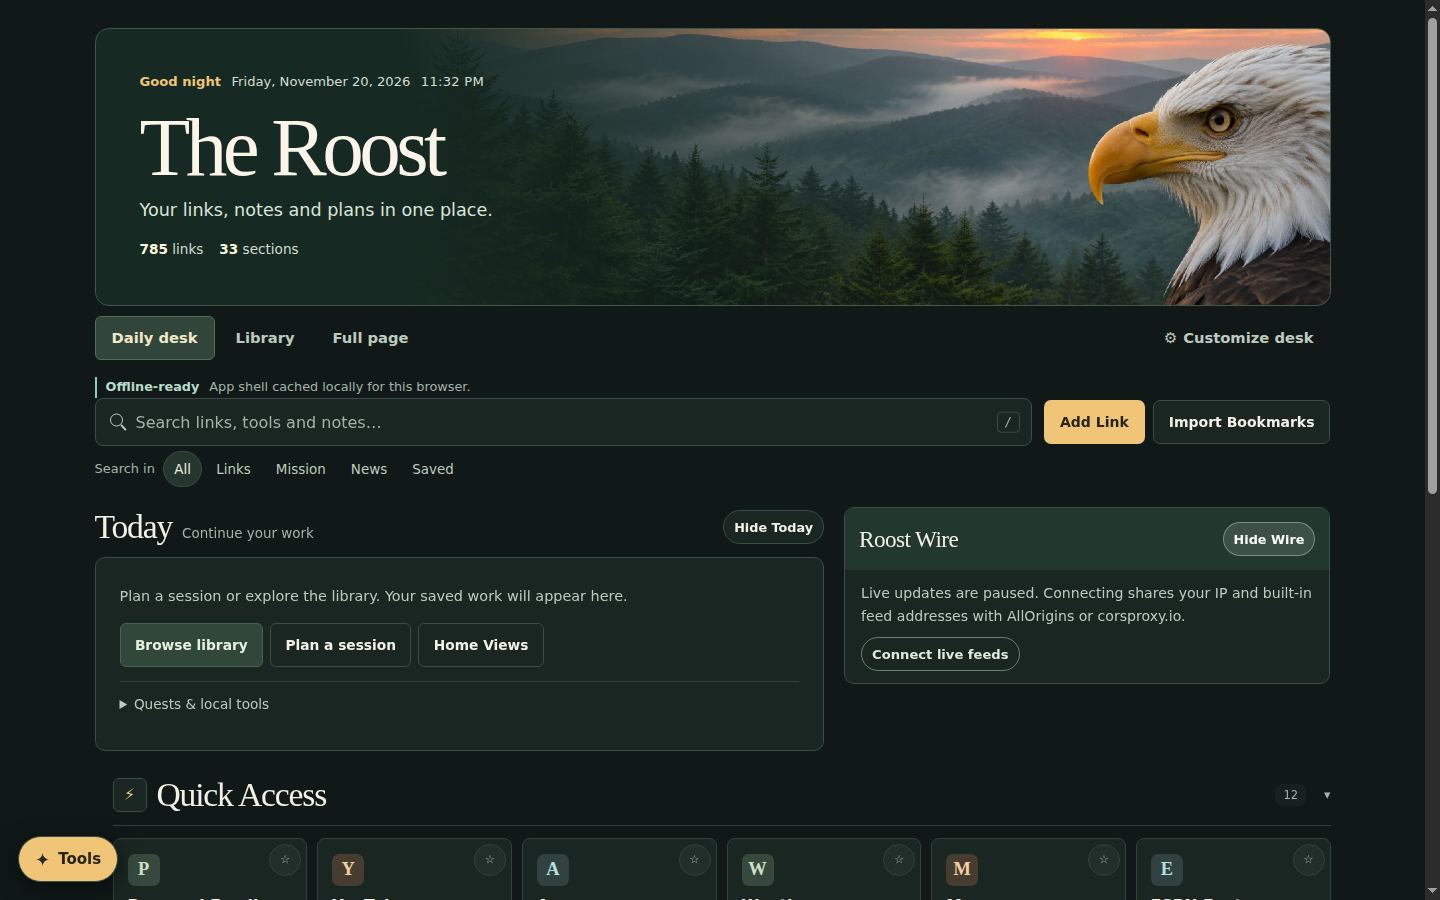 Good night Friday, November 20, 2026 11:32 PM
The Roost
Your links, notes and plans in one place.
785 links 33 sections
Daily desk Library Full page ⚙ Customize desk
Offline-ready App shell cached locally for this browser.
Search links, tools and notes... /
Add Link Import Bookmarks
Search in All Links Mission News Saved
Today Continue your work Hide Today
Plan a session or explore the library. Your saved work will appear here.
Browse library Plan a session Home Views
▶ Quests & local tools
Roost Wire Hide Wire
Live updates are paused. Connecting shares your IP and built-in
feed addresses with AllOrigins or corsproxy.io.
Connect live feeds
⚡ Quick Access 12 ▼
✦ Tools
P ☆ Y ☆ A ☆ W ☆ M ☆ E ☆